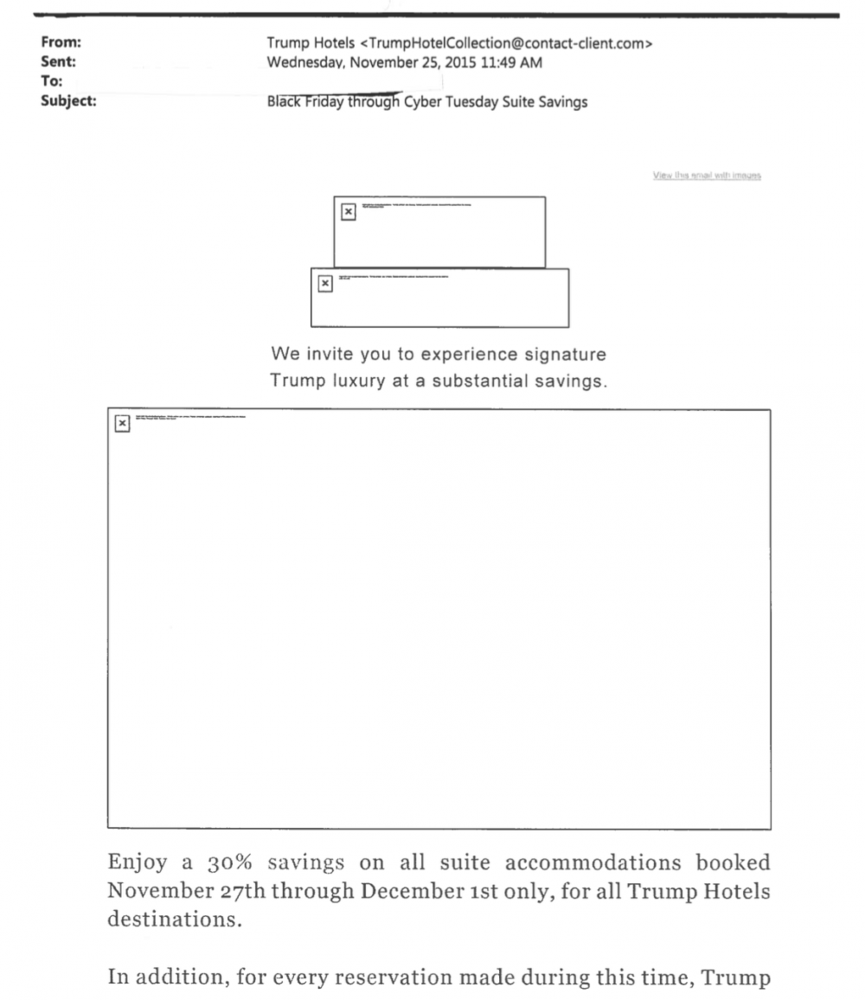 From: Trump Hotels <TrumpHotelCollection@contact-client.com>
Sent: Wednesday, November 25, 2015 11:49 AM
To:
Subject: Black Friday through Cyber Tuesday Suite Savings
View this email with images
We invite you to experience signature
Trump luxury at a substantial savings.
Enjoy a 30% savings on all suite accommodations booked
November 27th through December 1st only, for all Trump Hotels
destinations.
In addition, for every reservation made during this time, Trump